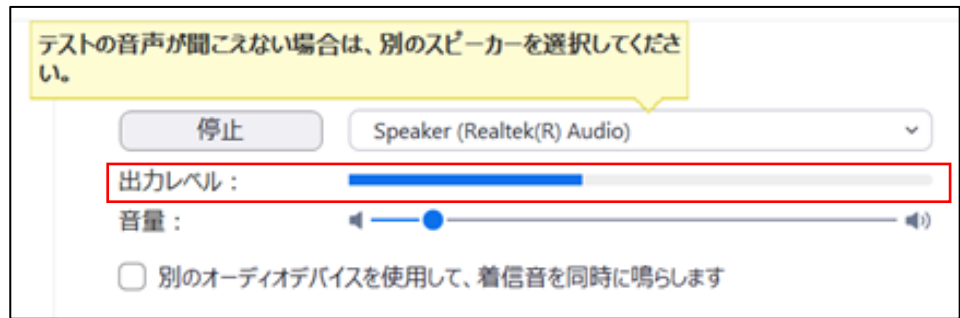 テストの音声が聞こえない場合は、別のスピーカーを選択してくださ
い。
停止
Speaker (Realtek(R) Audio)
出力レベル：
音量：
別のオーディオデバイスを使用して、着信音を同時に鳴らします